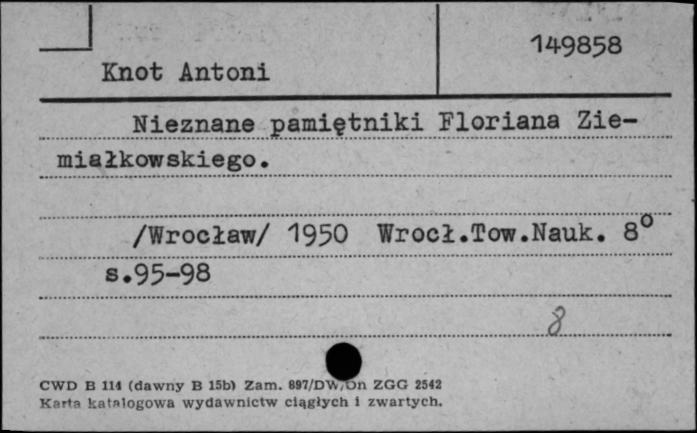 149858
Knot Antoni
Nieznane pamiętniki Floriana Zie-
miałkowskiego.
/Wrocław/ 1950 Wrocł.Tow.Nauk. 8°
s.95-98
8
CWD B 114 (dawny B 15b) Zam. 897/DW/Dn ZGG 2542
Karta katalogowa wydawnictw ciągłych i zwartych.